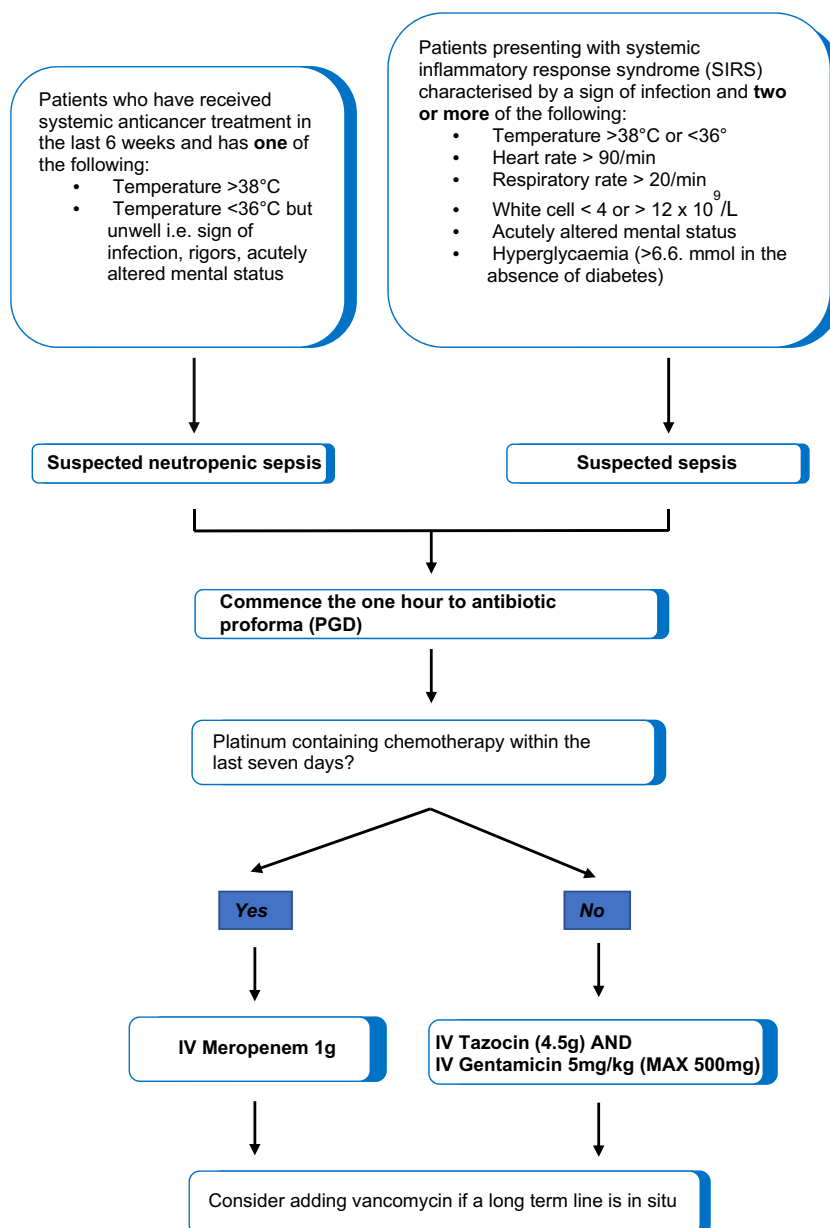 Patients who have received
systemic anticancer treatment in
the last 6 weeks and has one of
the following:
• Temperature >38°C
• Temperature <36°C but
unwell i.e. sign of
infection, rigors, acutely
altered mental status
Patients presenting with systemic
inflammatory response syndrome (SIRS)
characterised by a sign of infection and two
or more of the following:
• Temperature >38°C or <36°
• Heart rate > 90/min
• Respiratory rate > 20/min
• White cell < 4 or > 12 x 10⁹/L
• Acutely altered mental status
• Hyperglycaemia (>6.6. mmol in the
absence of diabetes)
Suspected neutropenic sepsis
Suspected sepsis
Commence the one hour to antibiotic
proforma (PGD)
Platinum containing chemotherapy within the
last seven days?
Yes
No
IV Meropenem 1g
IV Tazocin (4.5g) AND
IV Gentamicin 5mg/kg (MAX 500mg)
Consider adding vancomycin if a long term line is in situ